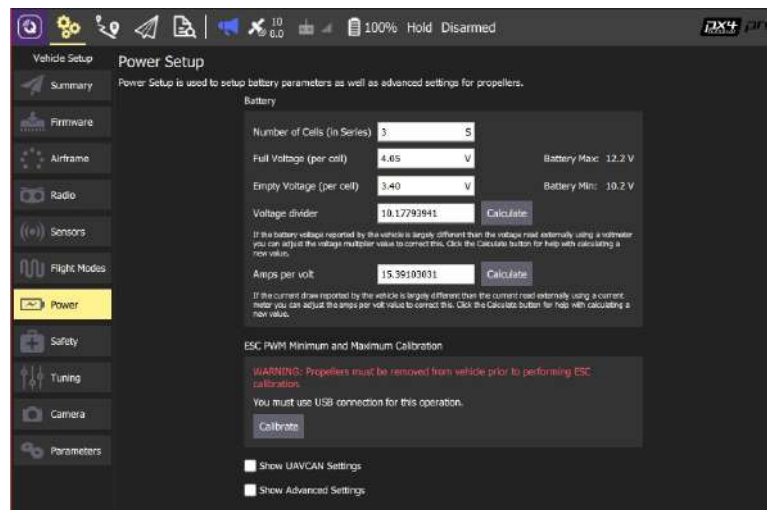 10
0.0
100% Hold Disarmed
px4 pro
Vehicle Setup
Power Setup
Power Setup is used to setup battery parameters as well as advanced settings for propellers.
Summary
Firmware
Airframe
Radio
Sensors
Flight Modes
Power
Safety
Tuning
Camera
Parameters
Battery
Number of Cells (in Series) 3 S
Full Voltage (per cell) 4.05 V Battery Max: 12.2 V
Empty Voltage (per cell) 3.40 V Battery Min: 10.2 V
Voltage divider 10.17793941 Calculate
If the battery voltage reported by the vehicle is largely different than the voltage read externally using a voltmeter
you can adjust the voltage multiplier value to correct this. Click the Calculate button for help with calculating a
new value.
Amps per volt 15.39103031 Calculate
If the current draw reported by the vehicle is largely different than the current read externally using a current
meter you can adjust the amps per volt value to correct this. Click the Calculate button for help with calculating a
new value.
ESC PWM Minimum and Maximum Calibration
WARNING: Propellers must be removed from vehicle prior to performing ESC
calibration.
You must use USB connection for this operation.
Calibrate
Show UAVCAN Settings
Show Advanced Settings